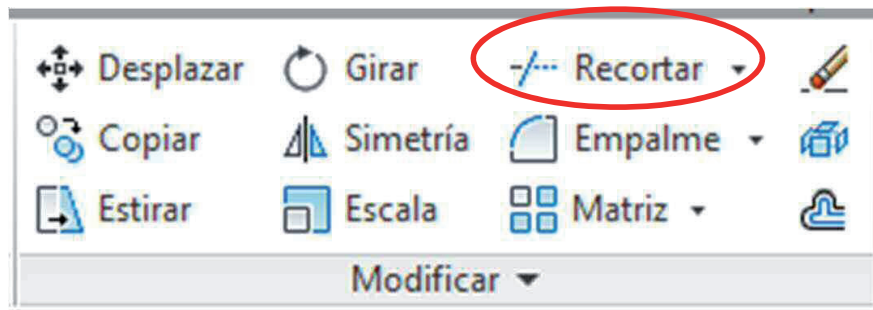 Desplazar Girar Recortar
Copiar Simetría Empalme
Estirar Escala Matriz
Modificar